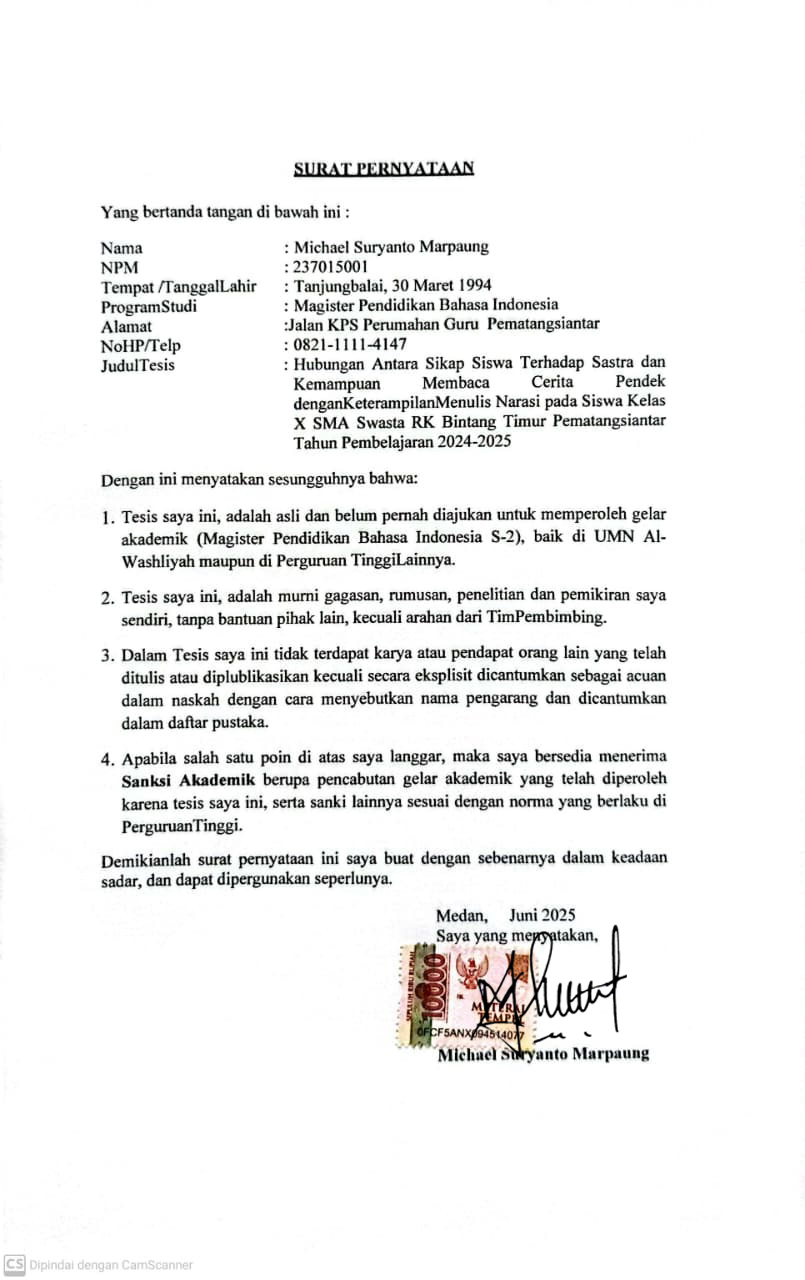 SURAT PERNYATAAN
Yang bertanda tangan di bawah ini :
Nama : Michael Suryanto Marpaung
NPM : 237015001
Tempat /TanggalLahir : Tanjungbalai, 30 Maret 1994
ProgramStudi : Magister Pendidikan Bahasa Indonesia
Alamat :Jalan KPS Perumahan Guru Pematangsiantar
NoHP/Telp : 0821-1111-4147
JudulTesis : Hubungan Antara Sikap Siswa Terhadap Sastra dan
Kemampuan Membaca Cerita Pendek
denganKeterampilanMenulis Narasi pada Siswa Kelas
X SMA Swasta RK Bintang Timur Pematangsiantar
Tahun Pembelajaran 2024-2025
Dengan ini menyatakan sesungguhnya bahwa:
1. Tesis saya ini, adalah asli dan belum pernah diajukan untuk memperoleh gelar
akademik (Magister Pendidikan Bahasa Indonesia S-2), baik di UMN Al-
Washliyah maupun di Perguruan TinggiLainnya.
2. Tesis saya ini, adalah murni gagasan, rumusan, penelitian dan pemikiran saya
sendiri, tanpa bantuan pihak lain, kecuali arahan dari TimPembimbing.
3. Dalam Tesis saya ini tidak terdapat karya atau pendapat orang lain yang telah
ditulis atau diplublikasikan kecuali secara eksplisit dicantumkan sebagai acuan
dalam naskah dengan cara menyebutkan nama pengarang dan dicantumkan
dalam daftar pustaka.
4. Apabila salah satu poin di atas saya langgar, maka saya bersedia menerima
Sanksi Akademik berupa pencabutan gelar akademik yang telah diperoleh
karena tesis saya ini, serta sanki lainnya sesuai dengan norma yang berlaku di
PerguruanTinggi.
Demikianlah surat pernyataan ini saya buat dengan sebenarnya dalam keadaan
sadar, dan dapat dipergunakan seperlunya.
Medan, Juni 2025
Saya yang menyatakan,
SEPULUH RIBU RUPIAH
10000
METERAI
TEMPEL
0FCF5ANX094514077
Michael Suryanto Marpaung
CS Dipindai dengan CamScanner